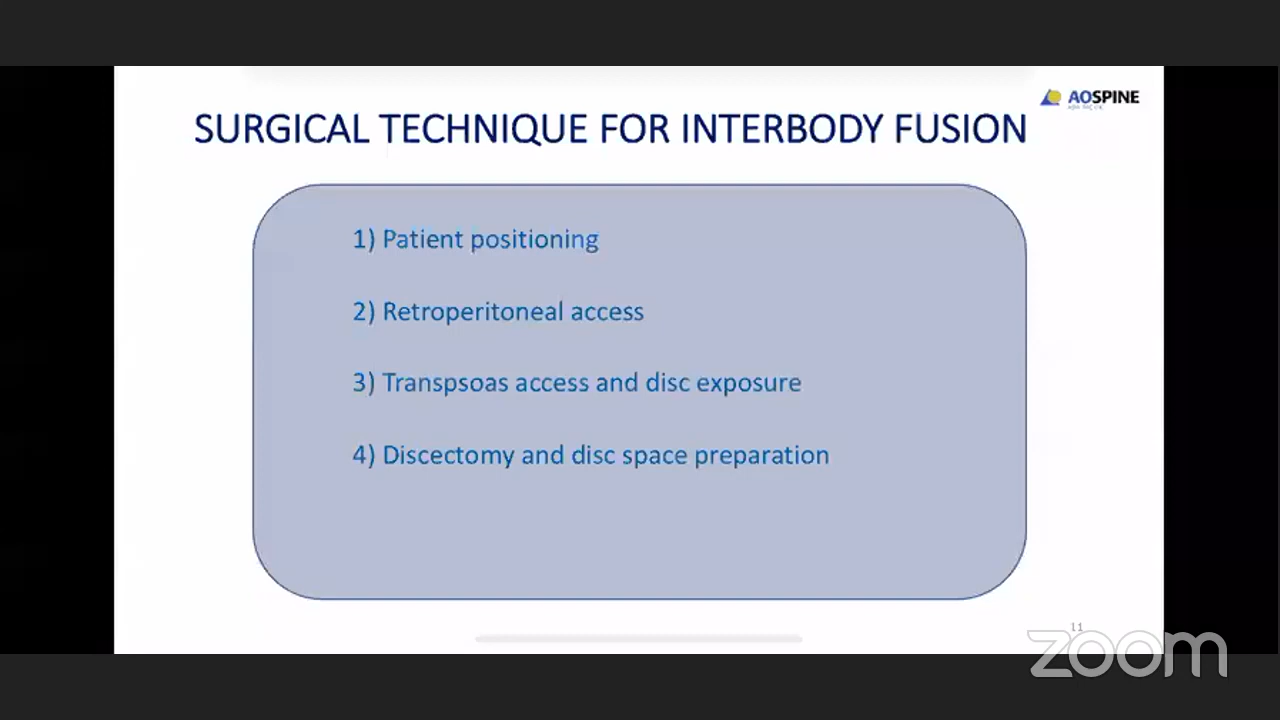 AOSPINE
SURGICAL TECHNIQUE FOR INTERBODY FUSION
1) Patient positioning
2) Retroperitoneal access
3) Transpsoas access and disc exposure
4) Discectomy and disc space preparation
11
zoom